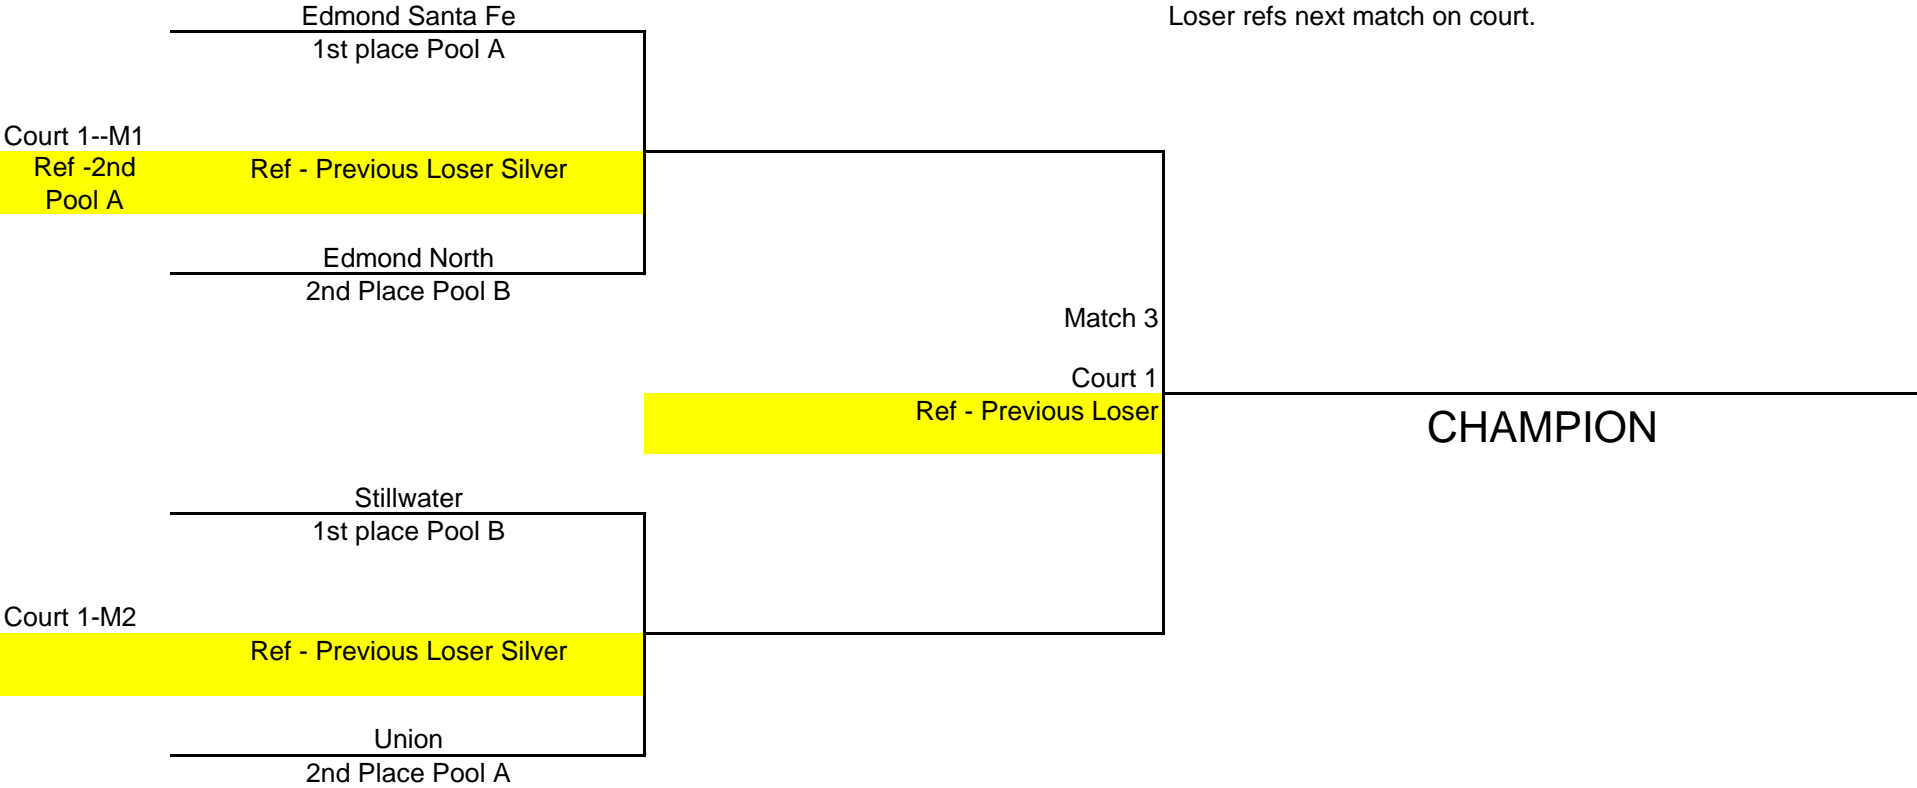 Edmond Santa Fe
Loser refs next match on court.
1st place Pool A
Court 1--M1
Ref -2nd
Pool A
Ref - Previous Loser Silver
Edmond North
2nd Place Pool B
Match 3
Court 1
Ref - Previous Loser
CHAMPION
Stillwater
1st place Pool B
Court 1-M2
Ref - Previous Loser Silver
Union
2nd Place Pool A